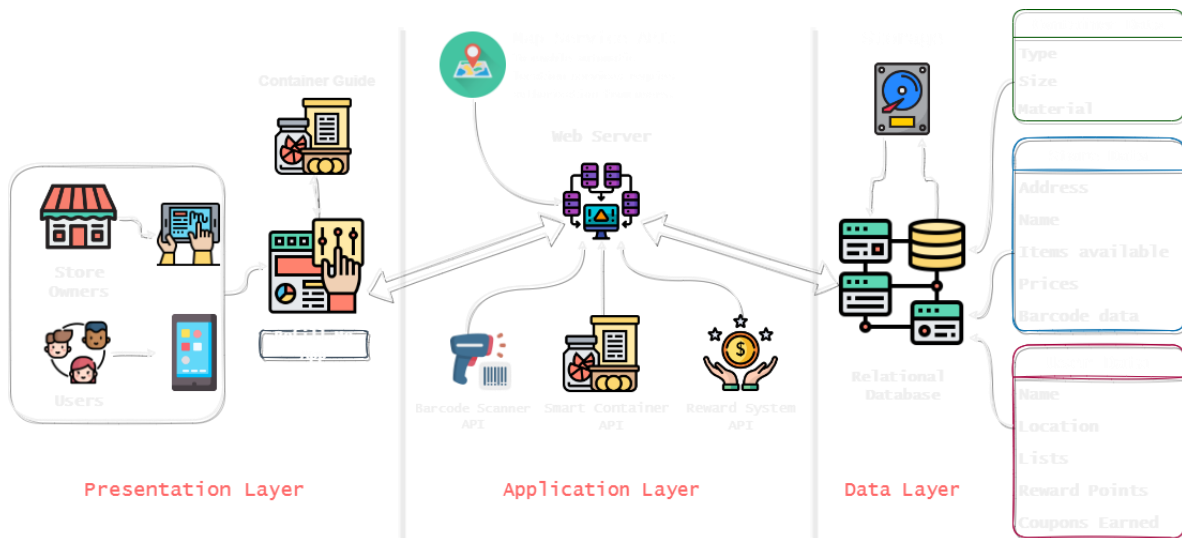 Container Guide
Store
Owners
Users
Presentation Layer
Web Server
Barcode Scanner
API
Smart Container
API
Reward System
API
Application Layer
Relational
Database
Data Layer
Type
Size
Material
Address
Name
Items available
Prices
Barcode data
Name
Location
Lists
Reward Points
Coupons Earned